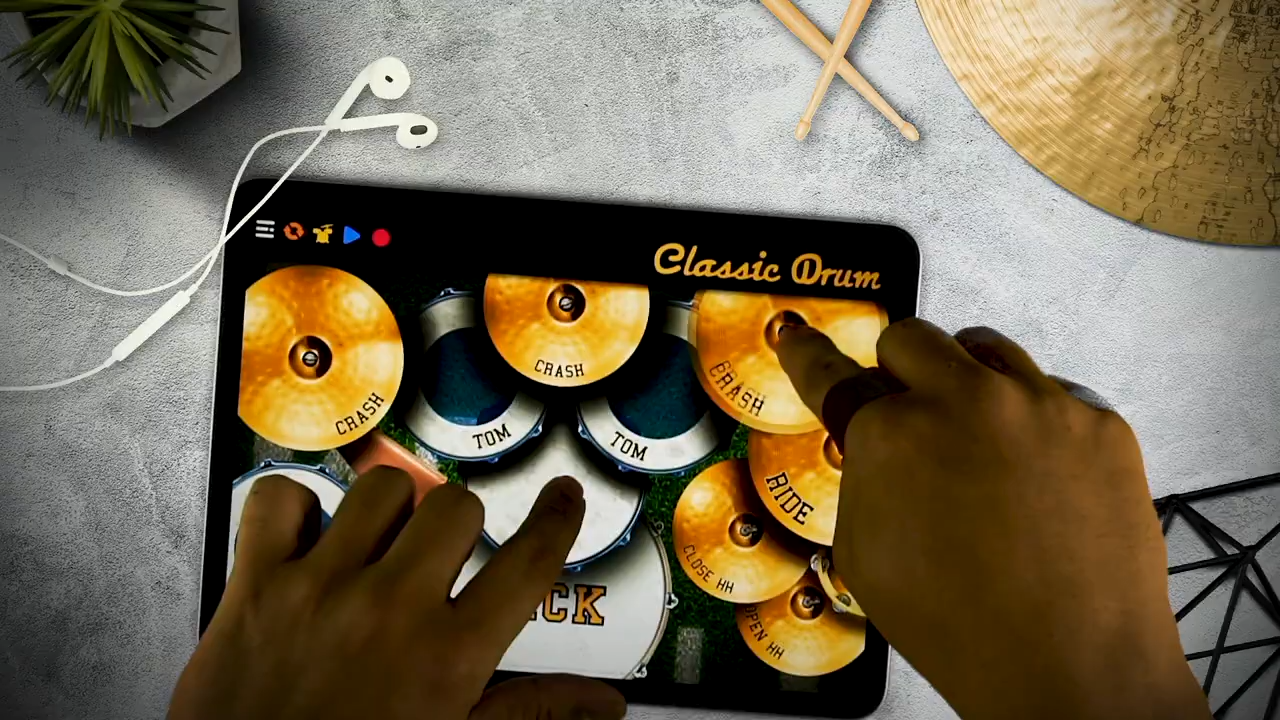 Classic Drum
CRASH
CRASH
CRASH
TOM
TOM
RIDE
CLOSE HH
OPEN HH